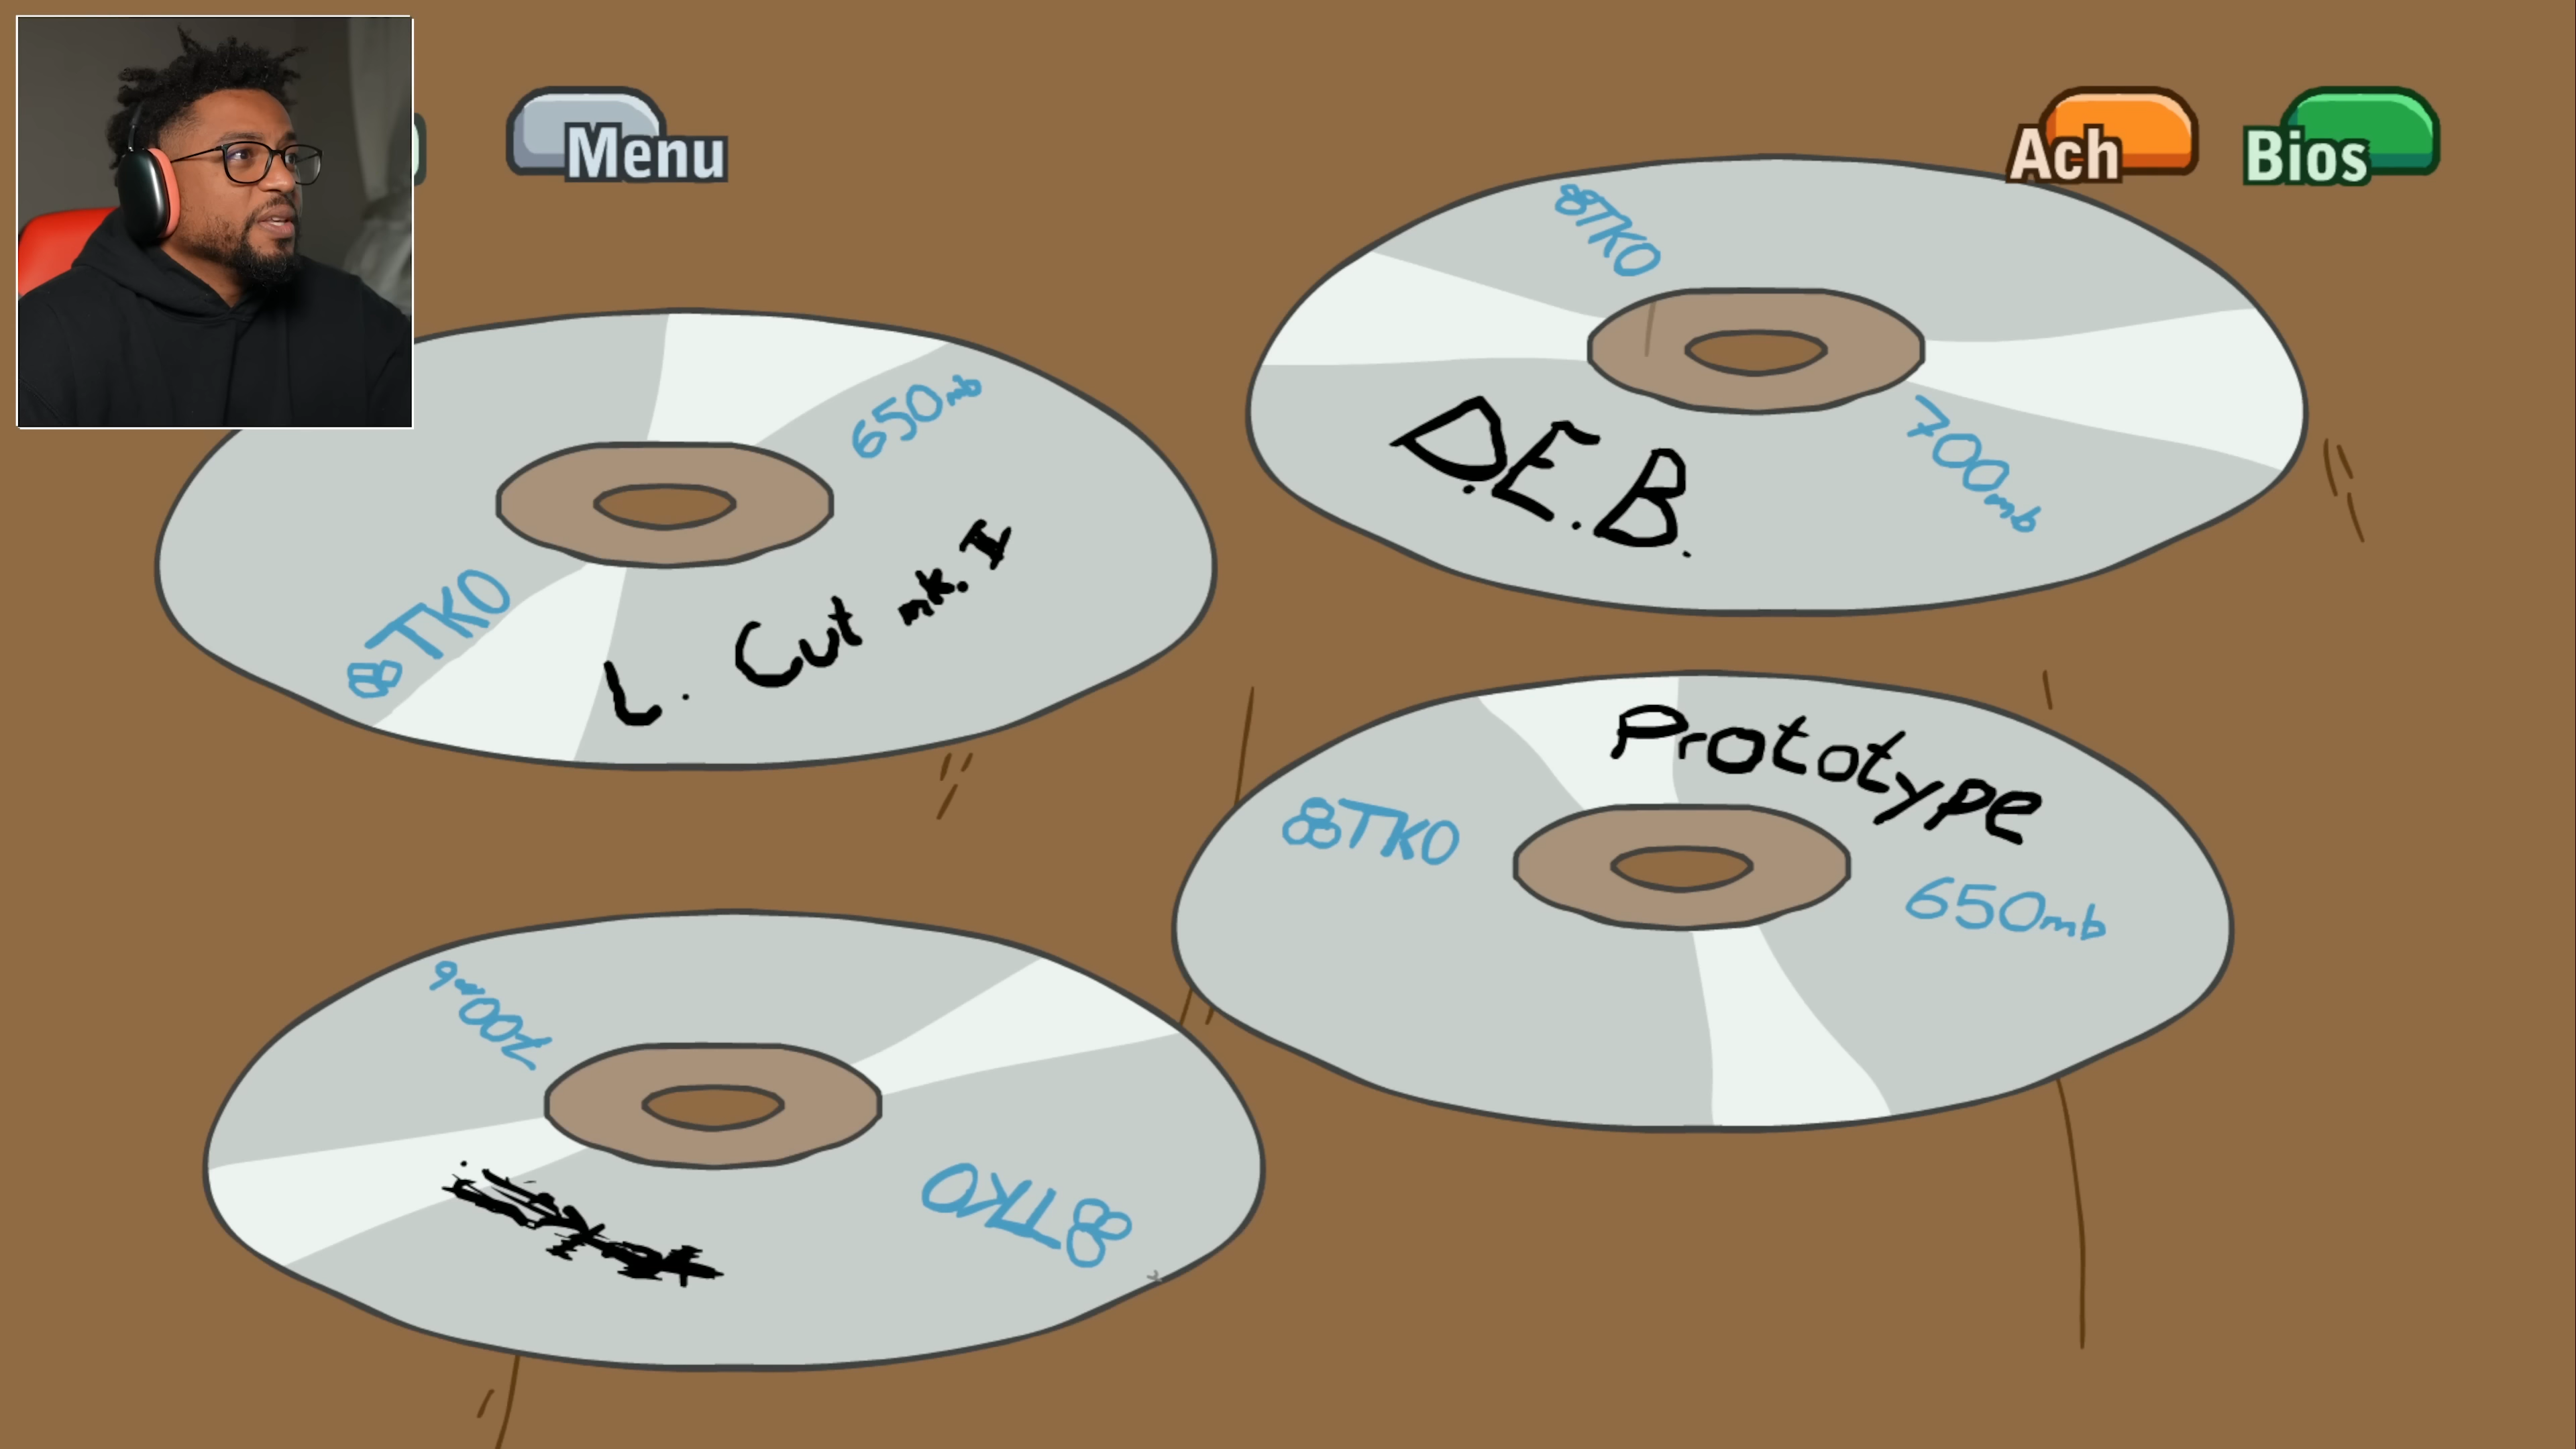 Menu
Ach
Bios
8TKO
700mb
D.E.B.
650mb
8TKO
L. Cut mk. I
Prototype
8TKO
650mb
700mb
8TKO